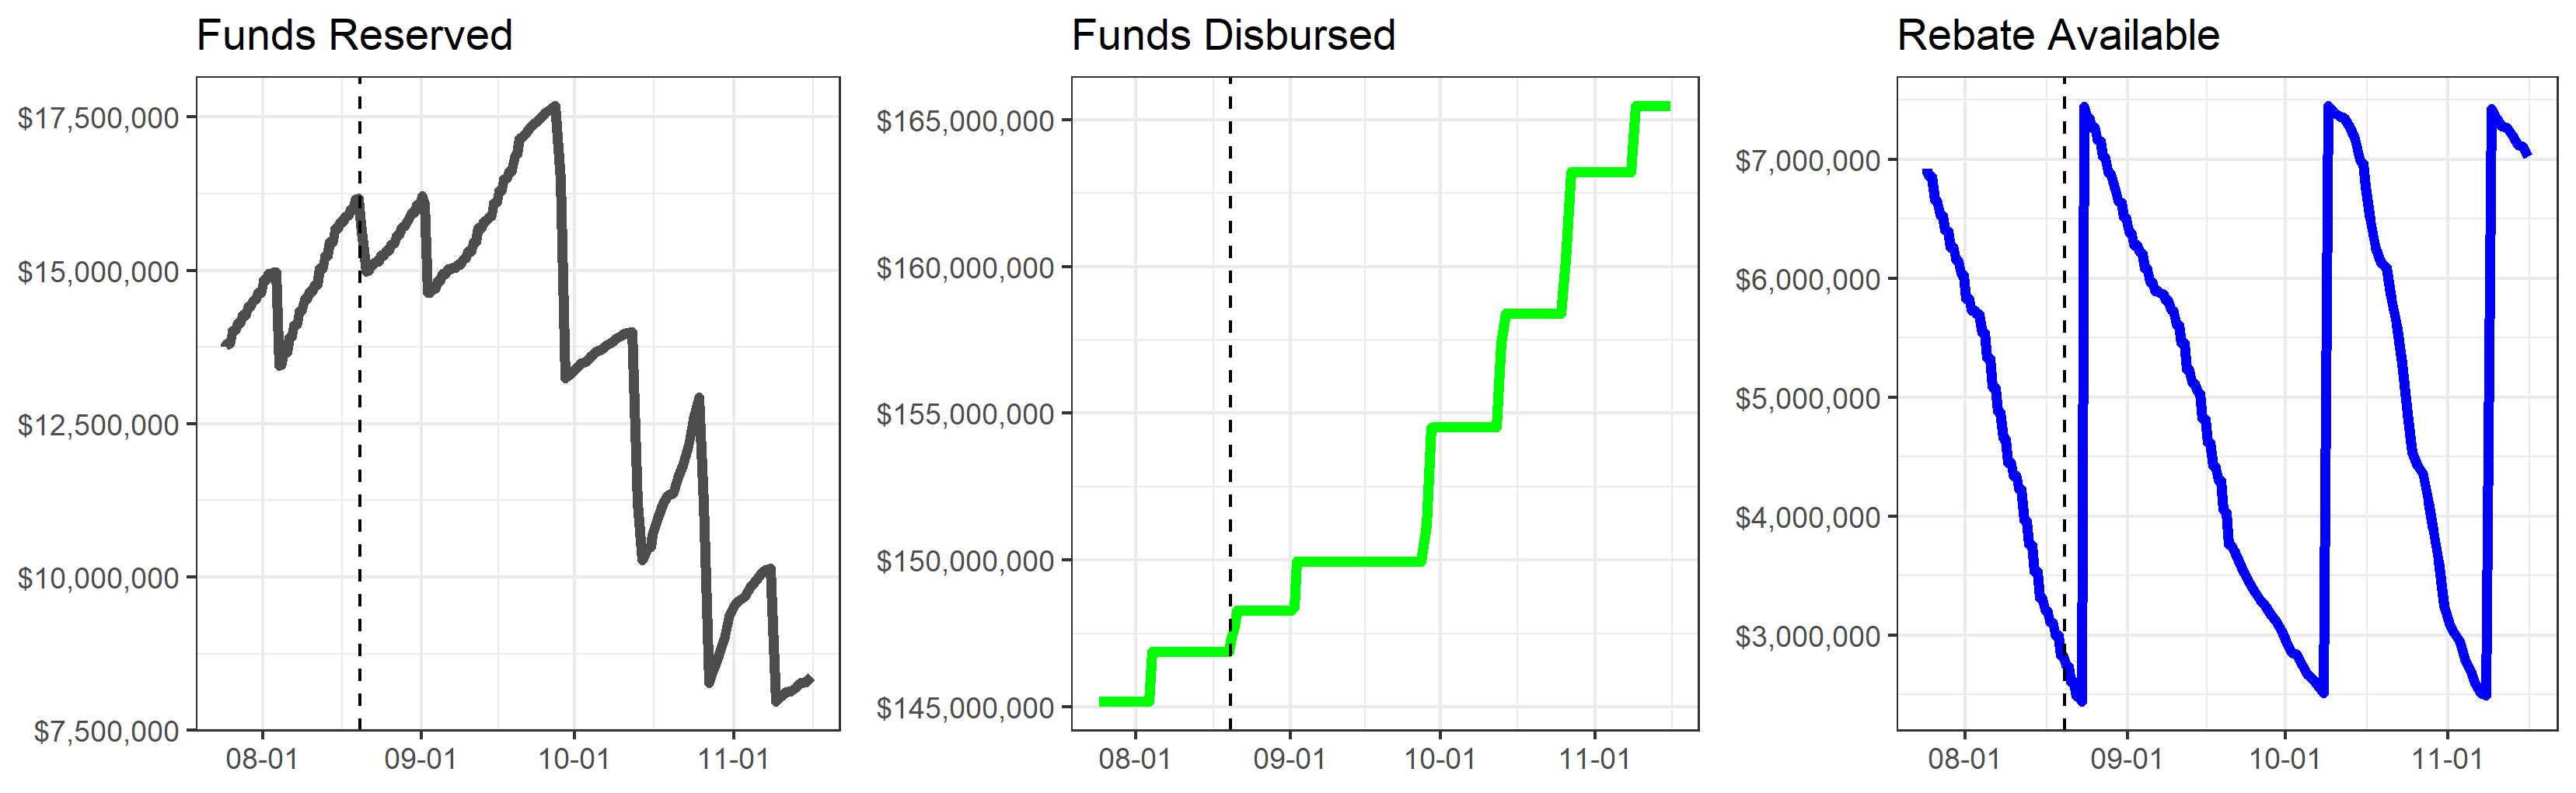 Funds Reserved
$17,500,000
$15,000,000
$12,500,000
$10,000,000
$7,500,000
08-01 09-01 10-01 11-01
Funds Disbursed
$165,000,000
$160,000,000
$155,000,000
$150,000,000
$145,000,000
08-01 09-01 10-01 11-01
Rebate Available
$7,000,000
$6,000,000
$5,000,000
$4,000,000
$3,000,000
08-01 09-01 10-01 11-01